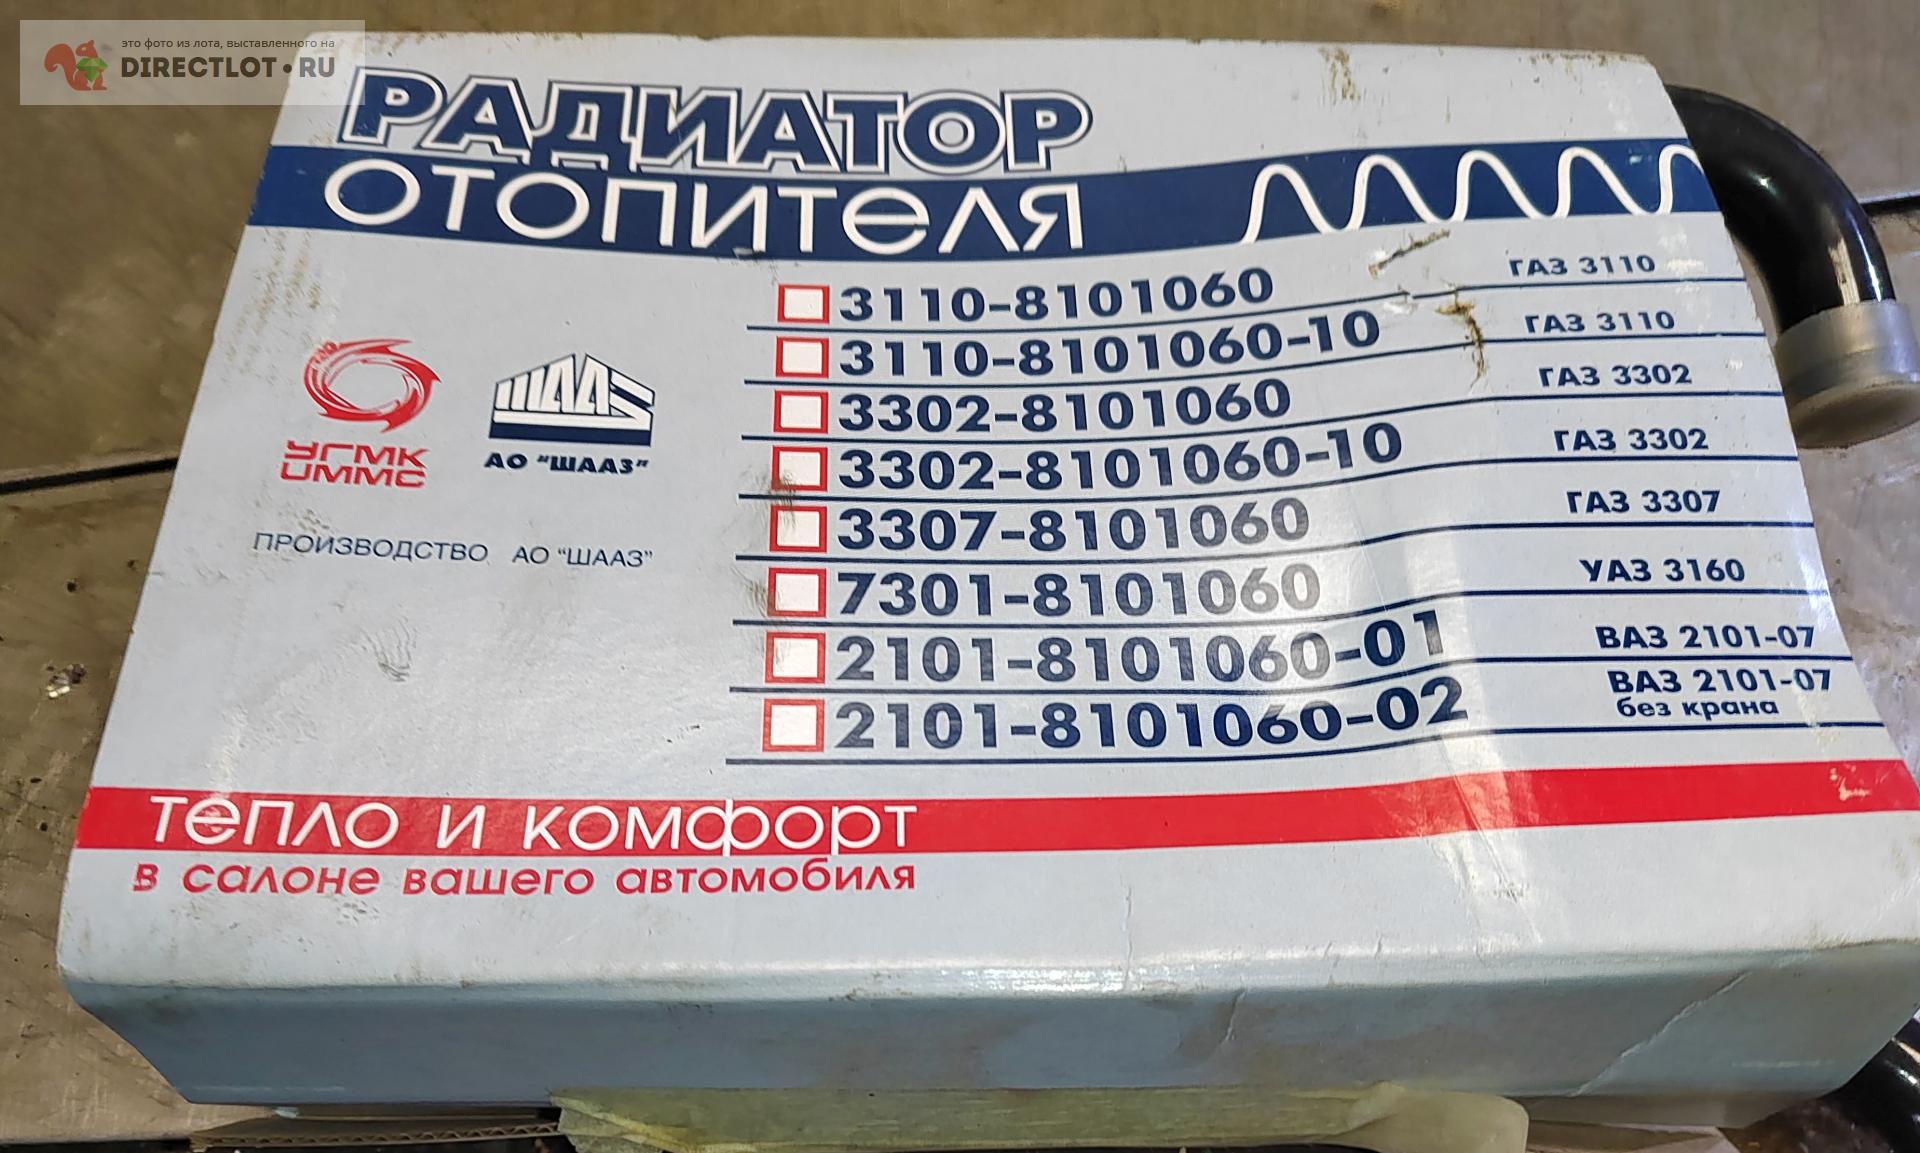 это фото из лота, выставленного на
DIRECTLOT.RU
РАДИАТОР
ОТОПИТЕЛЯ
3110-8101060 ГАЗ 3110
3110-8101060-10 ГАЗ 3110
3302-8101060 ГАЗ 3302
3302-8101060-10 ГАЗ 3302
3307-8101060 ГАЗ 3307
7301-8101060 УАЗ 3160
2101-8101060-01 ВАЗ 2101-07
2101-8101060-02 ВАЗ 2101-07
без крана
УГМК
UMMC
ШААЗ
АО "ШААЗ"
ПРОИЗВОДСТВО АО "ШААЗ"
тепло и комфорт
в салоне вашего автомобиля